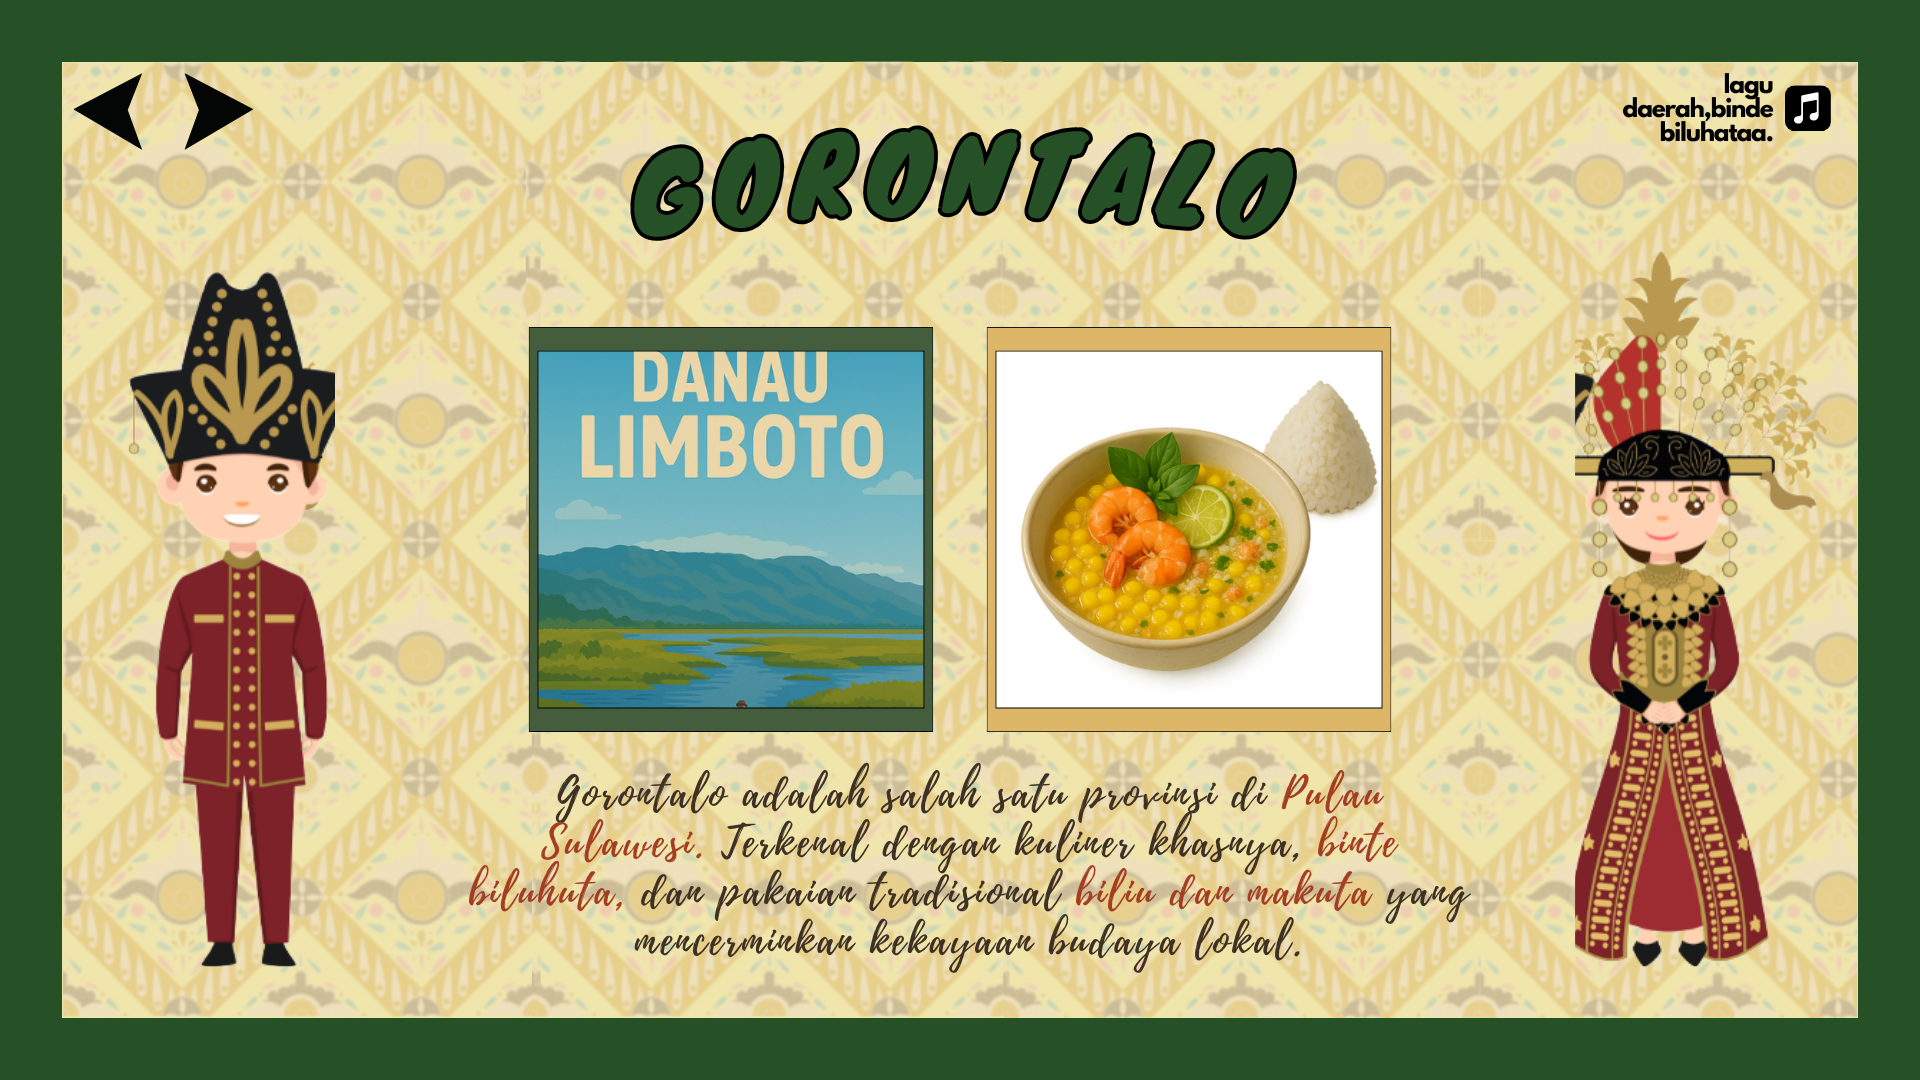 lagu
daerah,binde
biluhataa.
GORONTALO
DANAU
LIMBOTO
Gorontalo adalah salah satu provinsi di Pulau
Sulawesi. Terkenal dengan kuliner khasnya, binte
biluhuta, dan pakaian tradisional biliu dan makuta yang
mencerminkan kekayaan budaya lokal.